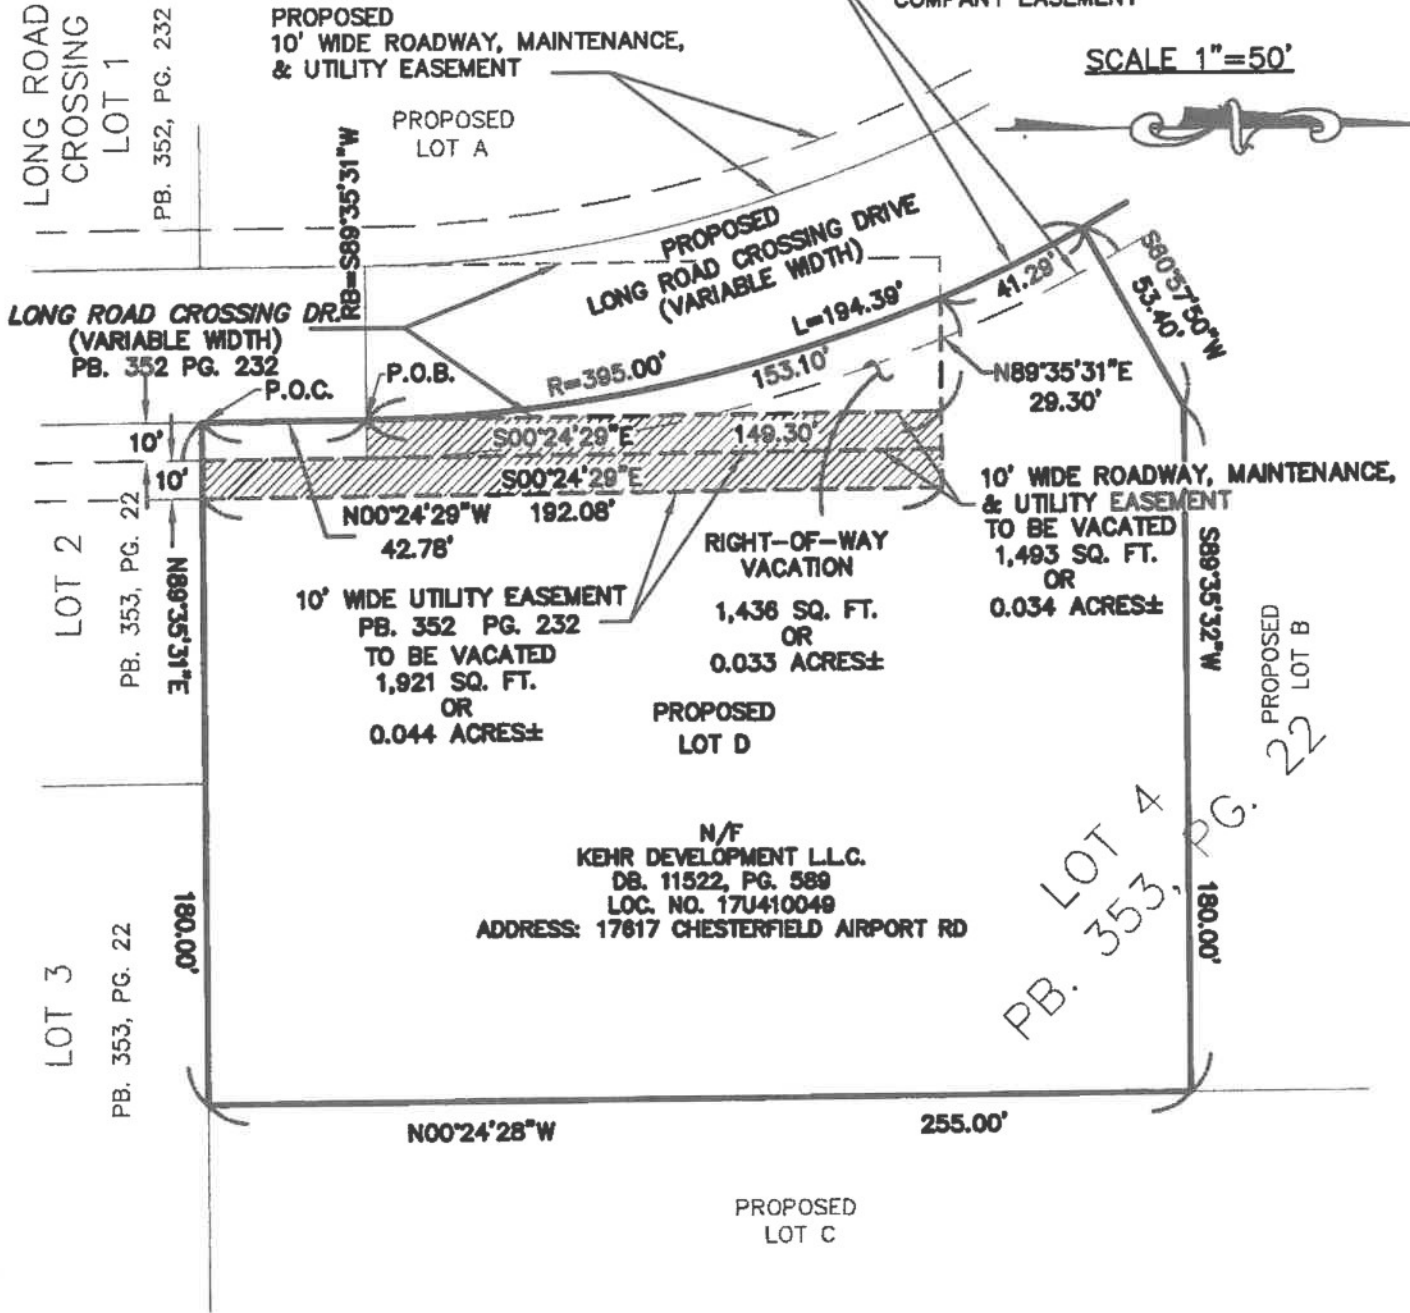 COMPANY EASEMENT
PROPOSED
10' WIDE ROADWAY, MAINTENANCE,
& UTILITY EASEMENT
SCALE 1"=50'
LONG ROAD
CROSSING
LOT 1
PB. 352, PG. 232
PROPOSED
LOT A
RB=S89°35'31"W
PROPOSED
LONG ROAD CROSSING DRIVE
(VARIABLE WIDTH)
LONG ROAD CROSSING DR.
(VARIABLE WIDTH)
PB. 352 PG. 232
P.O.C.
P.O.B.
R=395.00'
L=194.39'
153.10'
41.29'
S80°57'50"W
53.40'
N89°35'31"E
29.30'
10'
10'
S00°24'29"E
149.30'
S00°24'29"E
N00°24'29"W
42.78'
192.08'
10' WIDE ROADWAY, MAINTENANCE,
& UTILITY EASEMENT
TO BE VACATED
1,493 SQ. FT.
OR
0.034 ACRES±
RIGHT-OF-WAY
VACATION
1,436 SQ. FT.
OR
0.033 ACRES±
10' WIDE UTILITY EASEMENT
PB. 352 PG. 232
TO BE VACATED
1,921 SQ. FT.
OR
0.044 ACRES±
LOT 2
PB. 353, PG. 22
N89°35'31"E
180.00'
S89°35'32"W
180.00'
PROPOSED
LOT B
PROPOSED
LOT D
N/F
KEHR DEVELOPMENT L.L.C.
DB. 11522, PG. 589
LOC. NO. 17U410049
ADDRESS: 17617 CHESTERFIELD AIRPORT RD
LOT 4
PB. 353, PG. 22
LOT 3
PB. 353, PG. 22
N00°24'28"W
255.00'
PROPOSED
LOT C